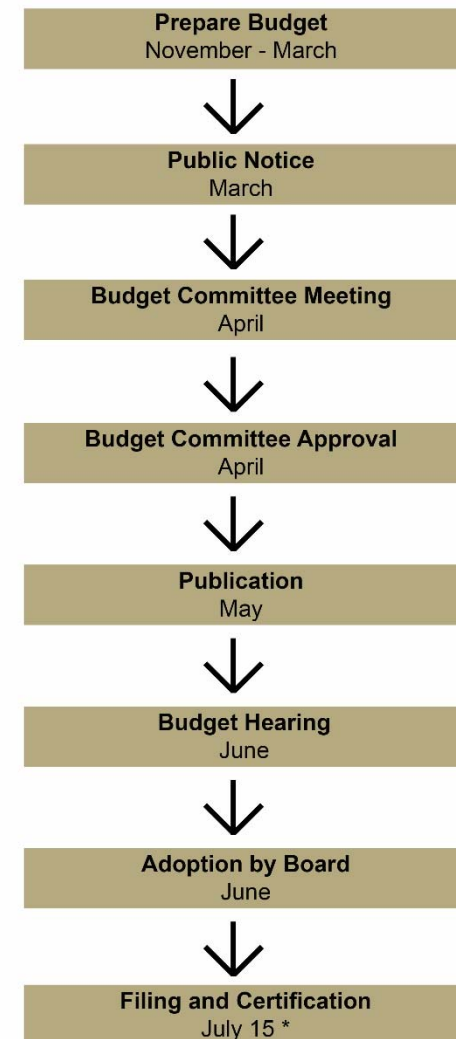 Prepare Budget
November - March
Public Notice
March
Budget Committee Meeting
April
Budget Committee Approval
April
Publication
May
Budget Hearing
June
Adoption by Board
June
Filing and Certification
July 15 *